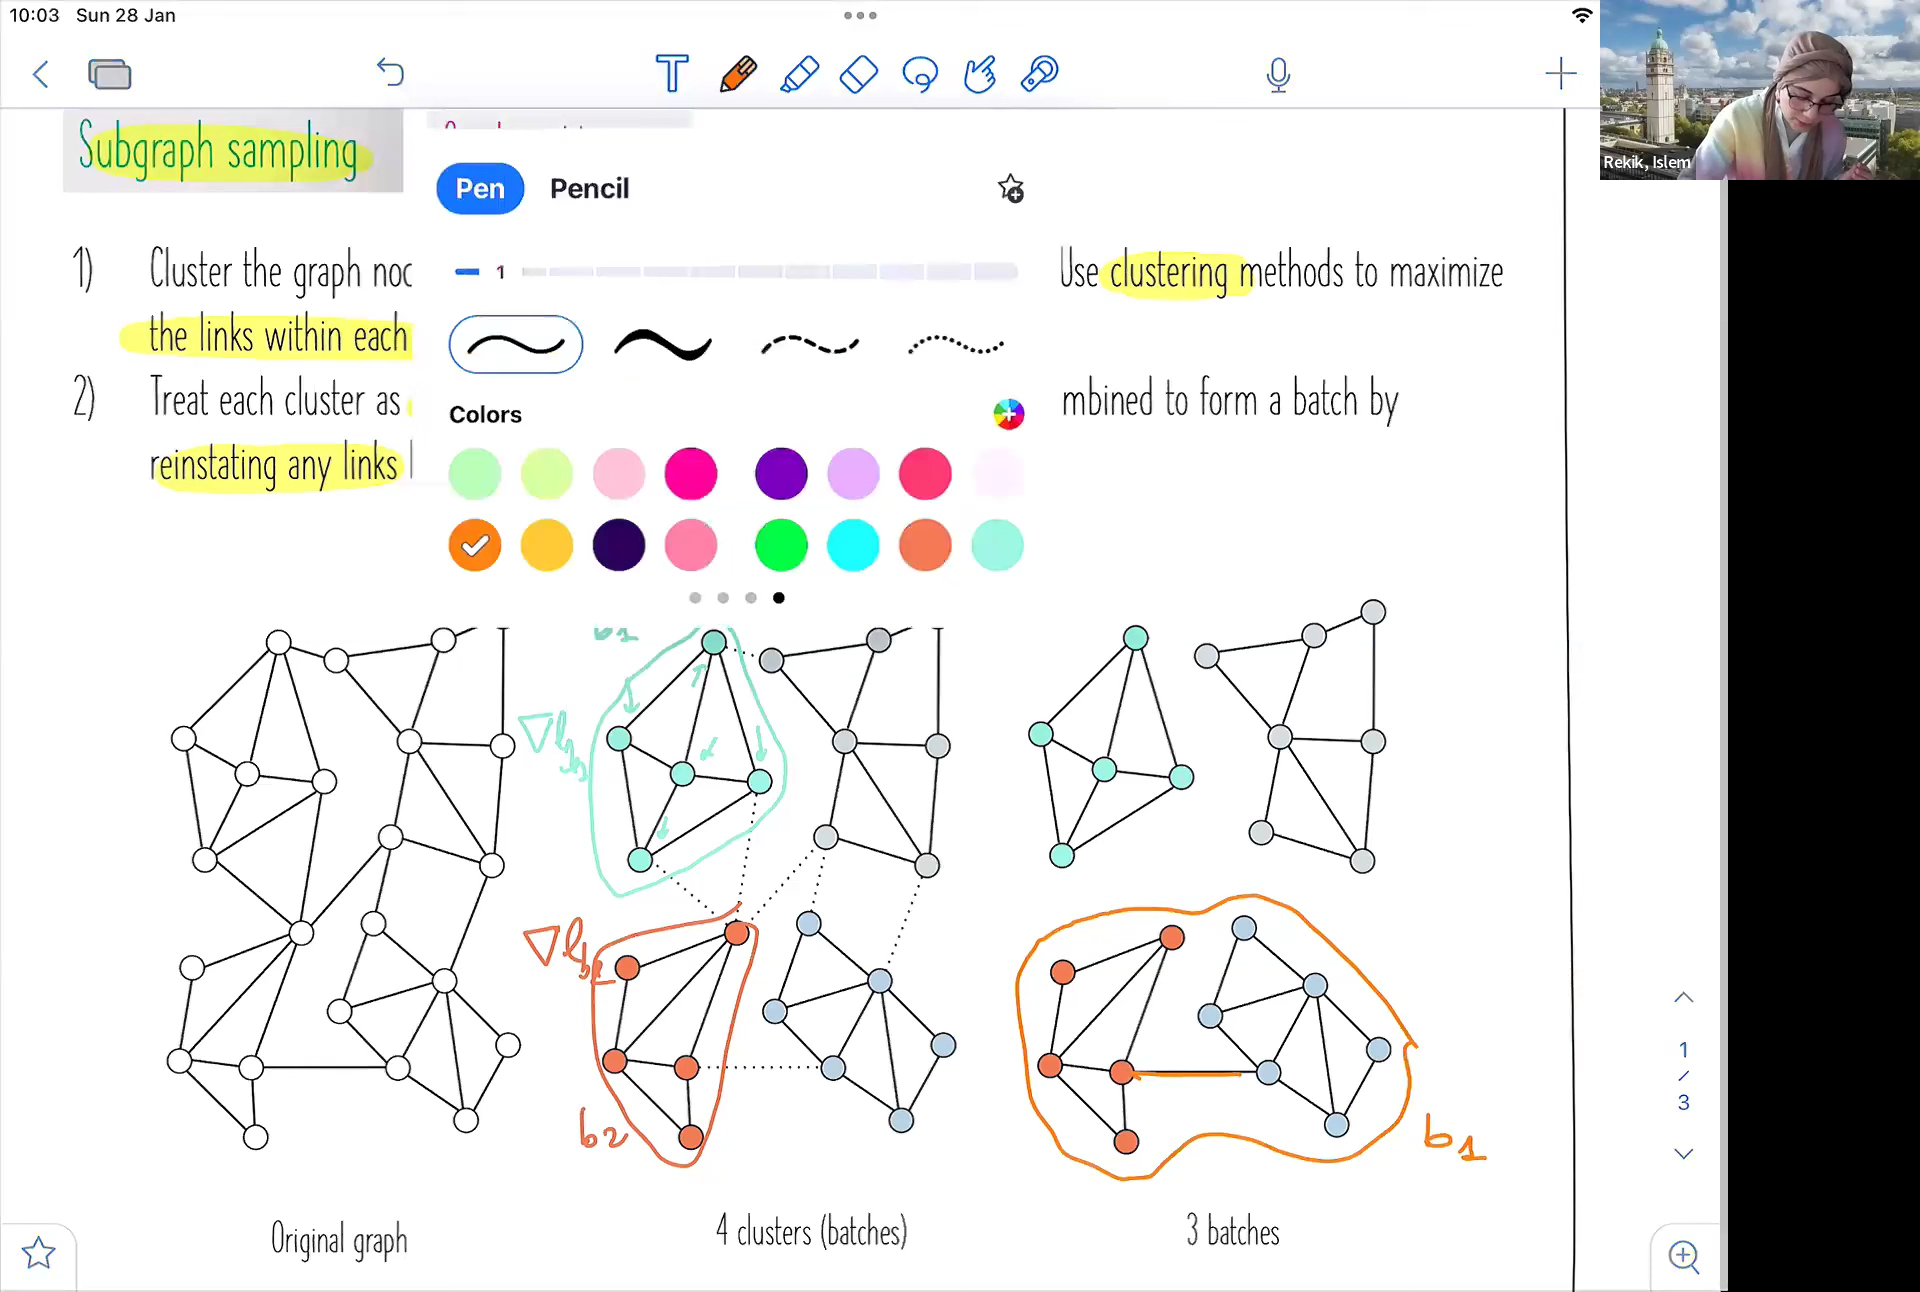 10:03 Sun 28 Jan
Subgraph sampling
Pen Pencil
Rekik, Islem
1) Cluster the graph
Use clustering methods to maximize
the links within each
1
2) Treat each cluster as
mbined to form a batch by
reinstating any links
Colors
b1
∇l
∇l
b2
b1
1
/
3
Original graph
4 clusters (batches)
3 batches